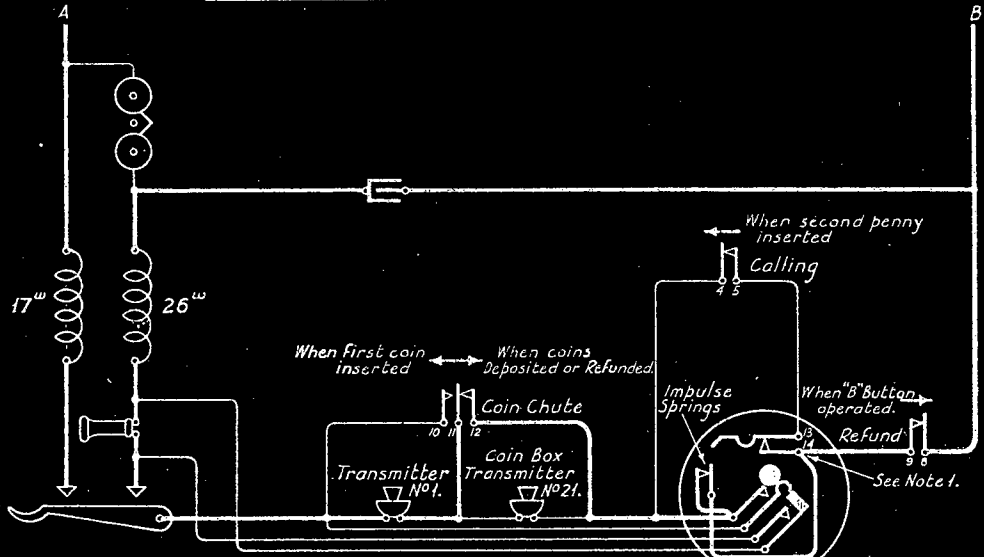 A
B
When second penny
inserted
Calling
4 5
17ω
26ω
When First coin
inserted
When coins
Deposited or Refunded.
Coin Chute
10 11 12
Impulse
Springs
When "B" Button
operated.
13
14
Refund
9 8
See Note 1.
Transmitter
Nº1.
Coin Box
Transmitter
Nº21.